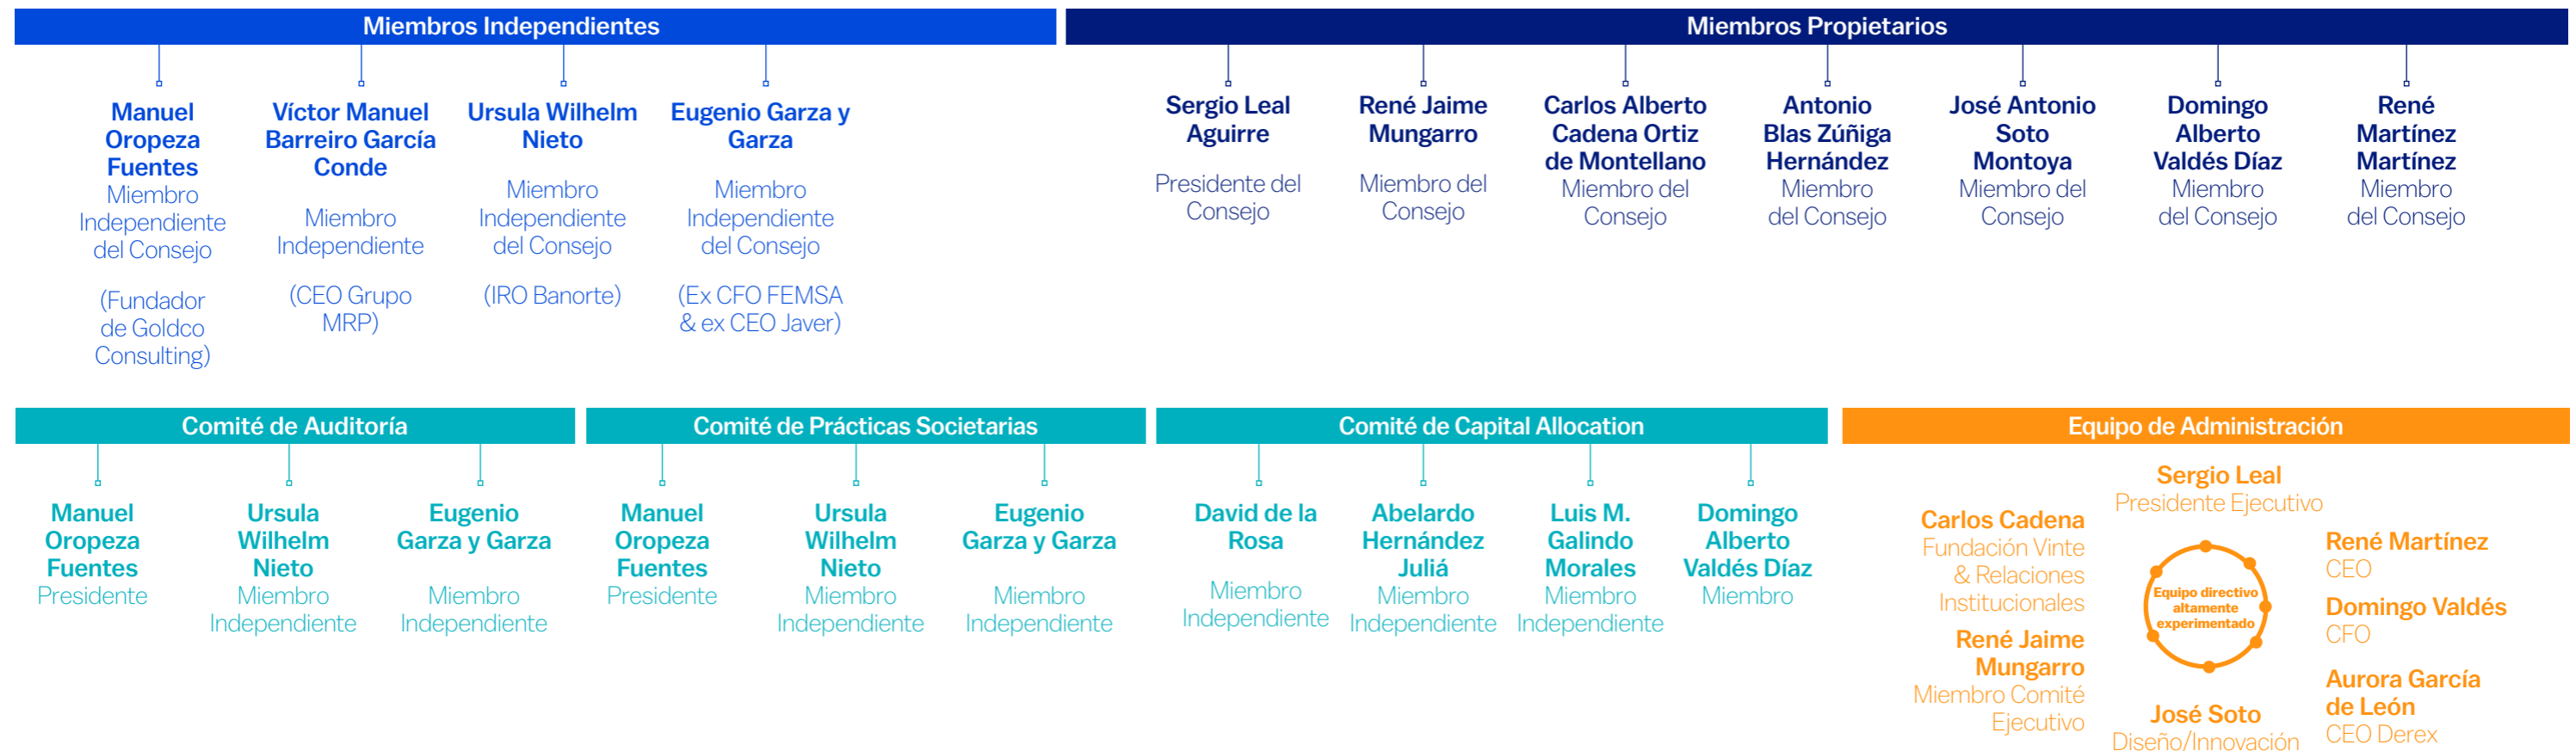 Miembros Independientes
Manuel
Oropeza
Fuentes
Miembro
Independiente
del Consejo
(Fundador
de Goldco
Consulting)
Víctor Manuel
Barreiro García
Conde
Miembro
Independiente
(CEO Grupo
MRP)
Ursula Wilhelm
Nieto
Miembro
Independiente
del Consejo
(IRO Banorte)
Eugenio Garza y
Garza
Miembro
Independiente
del Consejo
(Ex CFO FEMSA
& ex CEO Javer)
Miembros Propietarios
Sergio Leal
Aguirre
Presidente del
Consejo
René Jaime
Mungarro
Miembro del
Consejo
Carlos Alberto
Cadena Ortiz
de Montellano
Miembro del
Consejo
Antonio
Blas Zúñiga
Hernández
Miembro
del Consejo
José Antonio
Soto
Montoya
Miembro del
Consejo
Domingo
Alberto
Valdés Díaz
Miembro
del Consejo
René
Martínez
Martínez
Miembro
del Consejo
Comité de Auditoría
Manuel
Oropeza
Fuentes
Presidente
Ursula
Wilhelm
Nieto
Miembro
Independiente
Eugenio
Garza y Garza
Miembro
Independiente
Comité de Prácticas Societarias
Manuel
Oropeza
Fuentes
Presidente
Ursula
Wilhelm
Nieto
Miembro
Independiente
Eugenio
Garza y Garza
Miembro
Independiente
Comité de Capital Allocation
David de la
Rosa
Miembro
Independiente
Abelardo
Hernández
Juliá
Miembro
Independiente
Luis M.
Galindo
Morales
Miembro
Independiente
Domingo
Alberto
Valdés Díaz
Miembro
Equipo de Administración
Sergio Leal
Presidente Ejecutivo
Carlos Cadena
Fundación Vinte
& Relaciones
Institucionales
René Jaime
Mungarro
Miembro Comité
Ejecutivo
Equipo directivo
altamente
experimentado
René Martínez
CEO
Domingo Valdés
CFO
Aurora García
de León
CEO Derex
José Soto
Diseño/Innovación